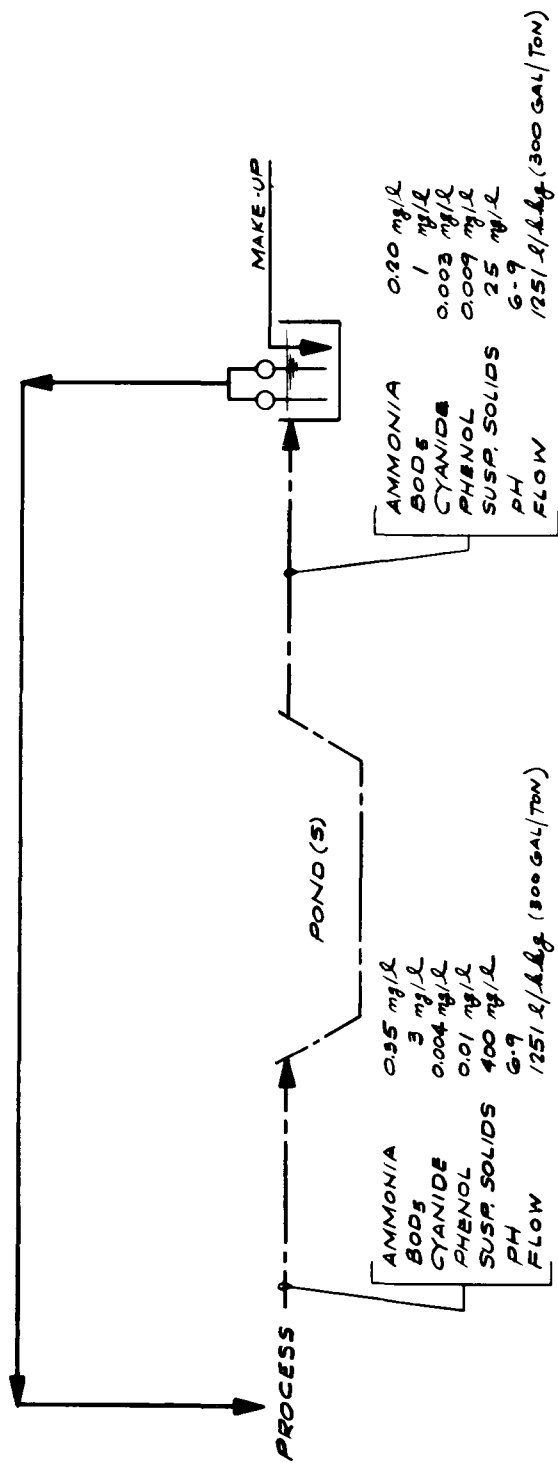 PROCESS
AMMONIA 0.35 mg/l
BOD5 3 mg/l
CYANIDE 0.004 mg/l
PHENOL 0.01 mg/l
SUSP. SOLIDS 400 mg/l
PH 6-9
FLOW 1251 l/kkg (300 GAL/TON)
POND(S)
MAKE-UP
AMMONIA 0.20 mg/l
BOD5 1 mg/l
CYANIDE 0.003 mg/l
PHENOL 0.009 mg/l
SUSP. SOLIDS 25 mg/l
PH 6-9
FLOW 1251 l/kkg (300 GAL/TON)